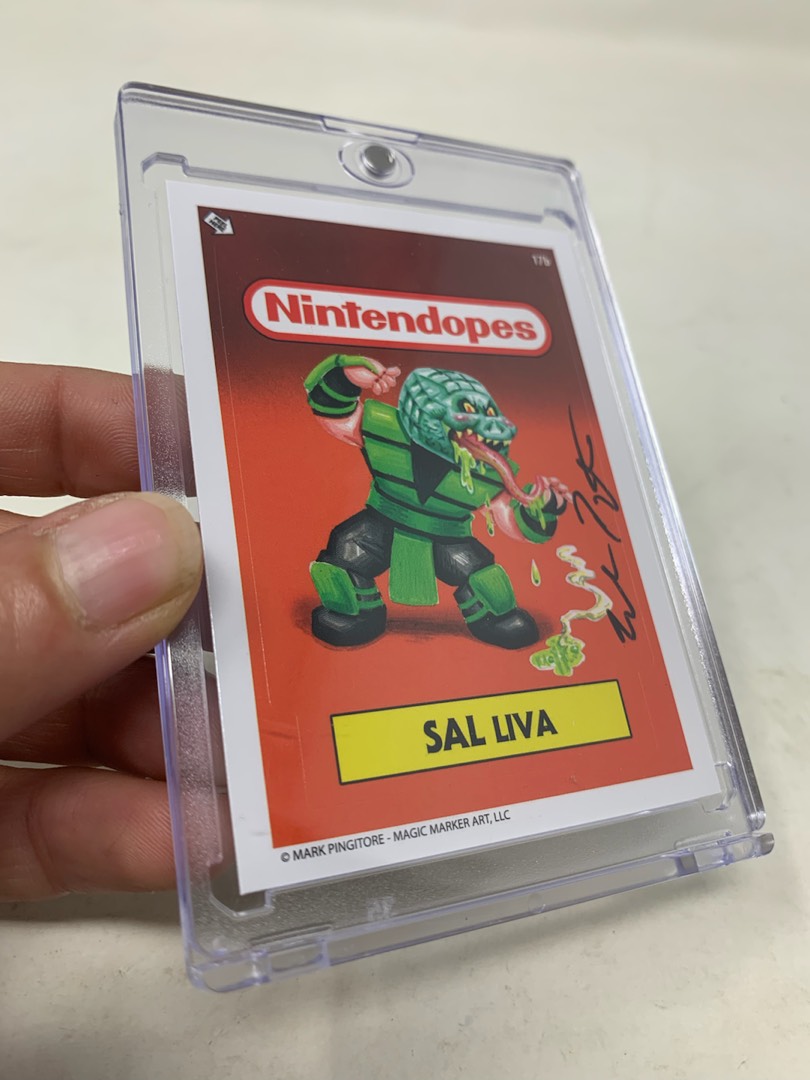 17b
Nintendopes
SAL LIVA
© MARK PINGITORE - MAGIC MARKER ART, LLC